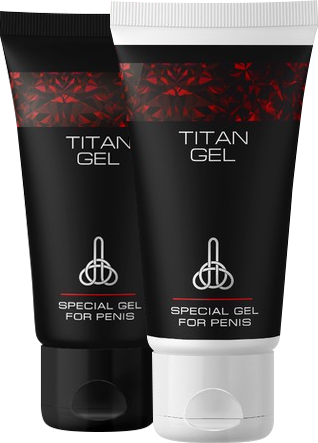 TITAN
GEL
SPECIAL GEL
FOR PENIS
TITAN
GEL
SPECIAL GEL
FOR PENIS